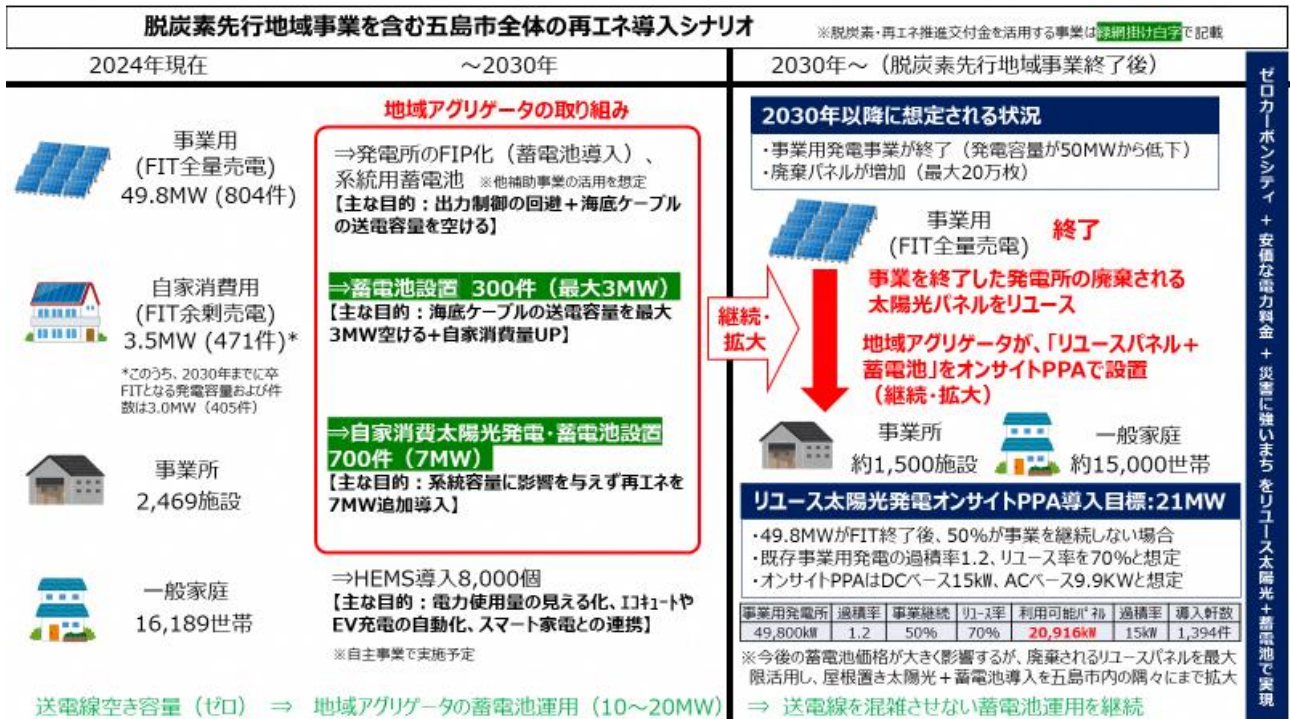 脱炭素先行地域事業を含む五島市全体の再エネ導入シナリオ
※脱炭素・再エネ推進交付金を活用する事業は緑網掛け白字で記載
2024年現在
～2030年
2030年～（脱炭素先行地域事業終了後）
事業用
(FIT全量売電)
49.8MW (804件)
自家消費用
(FIT余剰売電)
3.5MW (471件)*
*このうち、2030年までに卒
FITとなる発電容量および件
数は3.0MW（405件）
事業所
2,469施設
一般家庭
16,189世帯
地域アグリゲータの取り組み
⇒発電所のFIP化（蓄電池導入）、
系統用蓄電池 ※他補助事業の活用を想定
【主な目的：出力制御の回避＋海底ケーブル
の送電容量を空ける】
⇒蓄電池設置 300件（最大3MW）
【主な目的：海底ケーブルの送電容量を最大
3MW空ける＋自家消費量UP】
⇒自家消費太陽光発電・蓄電池設置
700件（7MW）
【主な目的：系統容量に影響を与えず再エネを
7MW追加導入】
⇒HEMS導入8,000個
【主な目的：電力使用量の見える化、エコキュートや
EV充電の自動化、スマート家電との連携】
※自主事業で実施予定
継続・
拡大
2030年以降に想定される状況
・事業用発電事業が終了（発電容量が50MWから低下）
・廃棄パネルが増加（最大20万枚）
事業用
(FIT全量売電)
終了
事業を終了した発電所の廃棄される
太陽光パネルをリユース
地域アグリゲータが、「リユースパネル＋
蓄電池」をオンサイトPPAで設置
（継続・拡大）
事業所
約1,500施設
一般家庭
約15,000世帯
リユース太陽光発電オンサイトPPA導入目標:21MW
・49.8MWがFIT終了後、50%が事業を継続しない場合
・既存事業用発電の過積率1.2、リユース率を70%と想定
・オンサイトPPAはDCベース15kW、ACベース9.9KWと想定
事業用発電所 過積率 事業継続 リユース率 利用可能パネル 過積率 導入軒数
49,800kW 1.2 50% 70% 20,916kW 15kW 1,394件
※今後の蓄電池価格が大きく影響するが、廃棄されるリユースパネルを最大
限活用し、屋根置き太陽光＋蓄電池導入を五島市内の隅々にまで拡大
送電線空き容量（ゼロ） ⇒ 地域アグリゲータの蓄電池運用（10～20MW） ⇒ 送電線を混雑させない蓄電池運用を継続
ゼロカーボンシティ ＋ 安価な電力料金 ＋ 災害に強いまち をリユース太陽光＋蓄電池で実現